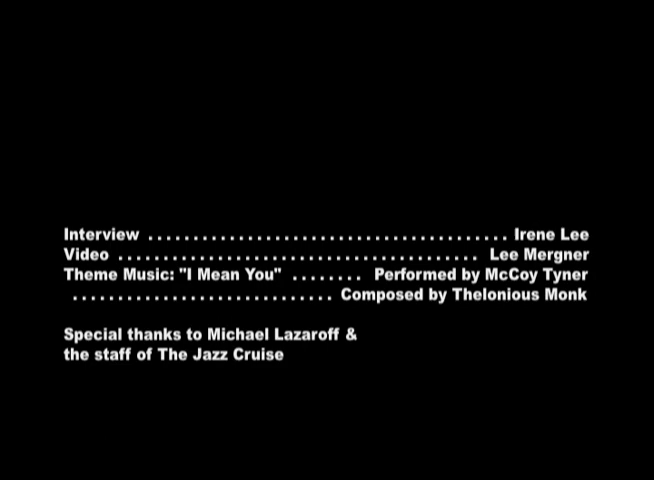 Interview ........................................ Irene Lee
Video ........................................ Lee Mergner
Theme Music: "I Mean You" ........ Performed by McCoy Tyner
............................. Composed by Thelonious Monk
Special thanks to Michael Lazaroff &
the staff of The Jazz Cruise